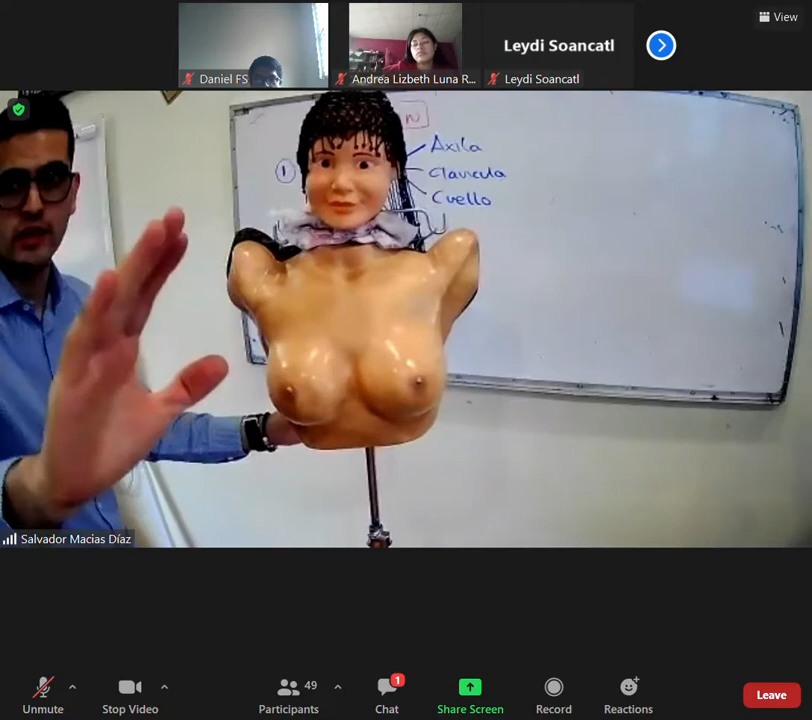 View
Leydi Soancatl
Daniel FS
Andrea Lizbeth Luna R...
Leydi Soancatl
N
1
Axila
Clavicula
Cuello
Salvador Macias Díaz
49
1
Unmute
Stop Video
Participants
Chat
Share Screen
Record
Reactions
Leave